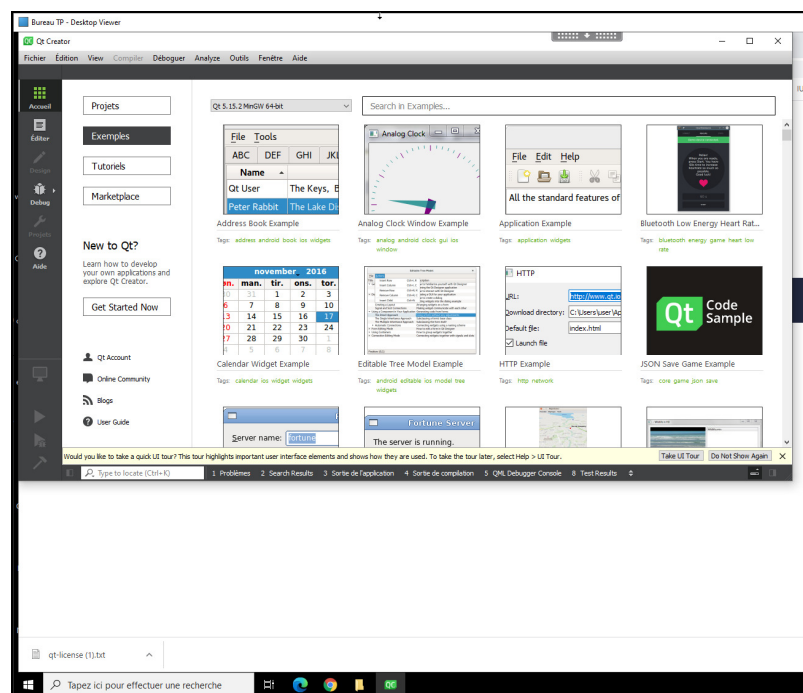 Bureau TP - Desktop Viewer
Qt Creator
Fichier Édition View Compiler Déboguer Analyze Outils Fenêtre Aide
Accueil
Éditer
Design
Debug
Projets
Aide
Projets
Exemples
Tutoriels
Marketplace
New to Qt?
Learn how to develop
your own applications and
explore Qt Creator.
Get Started Now
Qt Account
Online Community
Blogs
User Guide
Qt 5.15.2 MinGW 64-bit
Search in Examples...
File Tools
ABC DEF GHI JKL
Name
Qt User The Keys, B
Peter Rabbit The Lake Di
Address Book Example
Tags: address android book ios widgets
Analog Clock
Analog Clock Window Example
Tags: analog android clock gui ios
window
File Edit Help
All the standard features of
Application Example
Tags: application widgets
Bluetooth Low Energy Heart Rat...
Tags: bluetooth energy game heart low
rate
november 2016
man. tir. ons. tor.
31 1 2 3
7 8 9 10
14 15 16 17
20 21 22 23 24
27 28 29 30 1
4 5 6 7 8
Calendar Widget Example
Tags: calendar ios widget widgets
Editable Tree Model Example
Tags: android editable ios model tree
widgets
HTTP
URL: http://www.qt.io
Download directory: C:\Users\user\Ap
Default file: index.html
Launch file
HTTP Example
Tags: http network
Qt Code
Sample
JSON Save Game Example
Tags: core game json save
Server name: fortune
Fortune Server
The server is running.
Would you like to take a quick UI tour? This tour highlights important user interface elements and shows how they are used. To take the tour later, select Help > UI Tour.
Take UI Tour Do Not Show Again
Type to locate (Ctrl+K)
1 Problèmes 2 Search Results 3 Sortie de l'application 4 Sortie de compilation 5 QML Debugger Console 8 Test Results
qt-license (1).txt
Tapez ici pour effectuer une recherche